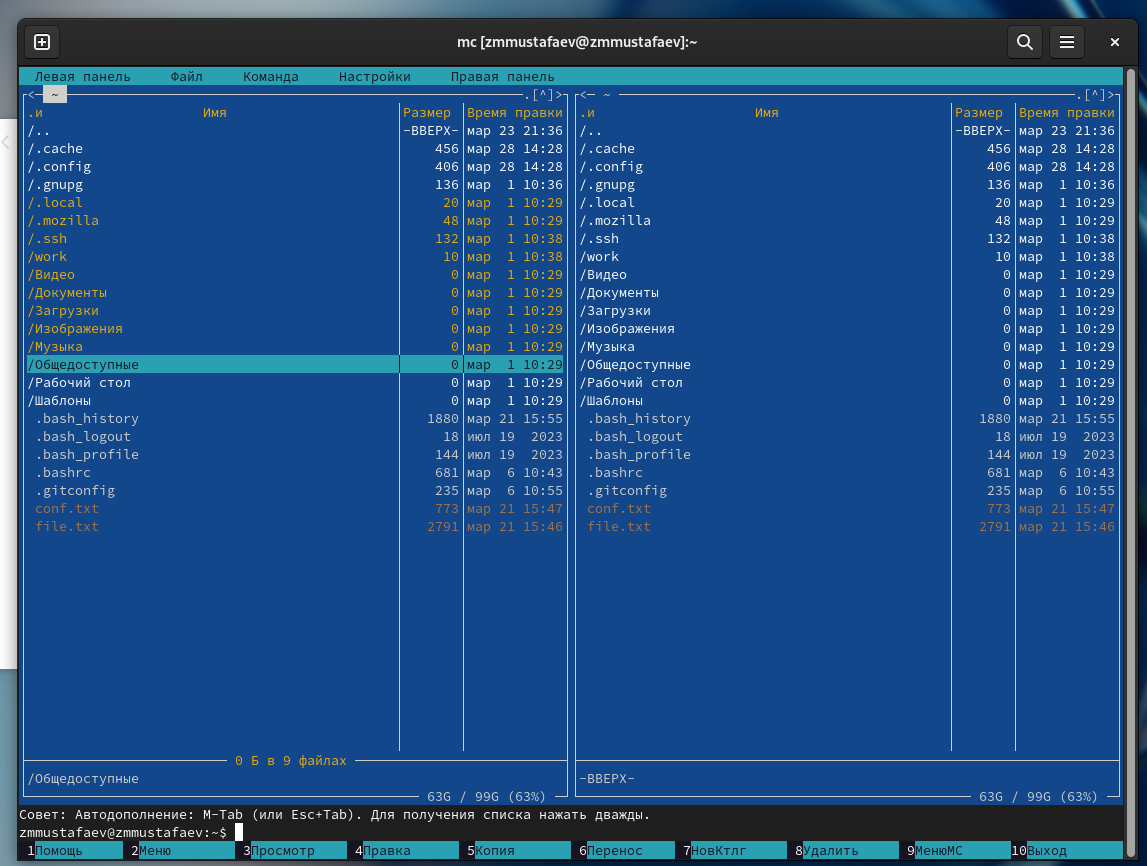 mc [zmmustafaev@zmmustafaev]:~
Левая панель Файл Команда Настройки Правая панель
<─ ~ .[^]>
.и Имя Размер Время правки
/.. -ВВЕРХ- мар 23 21:36
/.cache 456 мар 28 14:28
/.config 406 мар 28 14:28
/.gnupg 136 мар 1 10:36
/.local 20 мар 1 10:29
/.mozilla 48 мар 1 10:29
/.ssh 132 мар 1 10:38
/work 10 мар 1 10:38
/Видео 0 мар 1 10:29
/Документы 0 мар 1 10:29
/Загрузки 0 мар 1 10:29
/Изображения 0 мар 1 10:29
/Музыка 0 мар 1 10:29
/Общедоступные 0 мар 1 10:29
/Рабочий стол 0 мар 1 10:29
/Шаблоны 0 мар 1 10:29
.bash_history 1880 мар 21 15:55
.bash_logout 18 июл 19 2023
.bash_profile 144 июл 19 2023
.bashrc 681 мар 6 10:43
.gitconfig 235 мар 6 10:55
conf.txt 773 мар 21 15:47
file.txt 2791 мар 21 15:46
0 Б в 9 файлах
/Общедоступные
63G / 99G (63%)
<─ ~ .[^]>
.и Имя Размер Время правки
/.. -ВВЕРХ- мар 23 21:36
/.cache 456 мар 28 14:28
/.config 406 мар 28 14:28
/.gnupg 136 мар 1 10:36
/.local 20 мар 1 10:29
/.mozilla 48 мар 1 10:29
/.ssh 132 мар 1 10:38
/work 10 мар 1 10:38
/Видео 0 мар 1 10:29
/Документы 0 мар 1 10:29
/Загрузки 0 мар 1 10:29
/Изображения 0 мар 1 10:29
/Музыка 0 мар 1 10:29
/Общедоступные 0 мар 1 10:29
/Рабочий стол 0 мар 1 10:29
/Шаблоны 0 мар 1 10:29
.bash_history 1880 мар 21 15:55
.bash_logout 18 июл 19 2023
.bash_profile 144 июл 19 2023
.bashrc 681 мар 6 10:43
.gitconfig 235 мар 6 10:55
conf.txt 773 мар 21 15:47
file.txt 2791 мар 21 15:46
-ВВЕРХ-
63G / 99G (63%)
Совет: Автодополнение: M-Tab (или Esc+Tab). Для получения списка нажать дважды.
zmmustafaev@zmmustafaev:~$
1Помощь 2Меню 3Просмотр 4Правка 5Копия 6Перенос 7НовКтлг 8Удалить 9МенюMC 10Выход